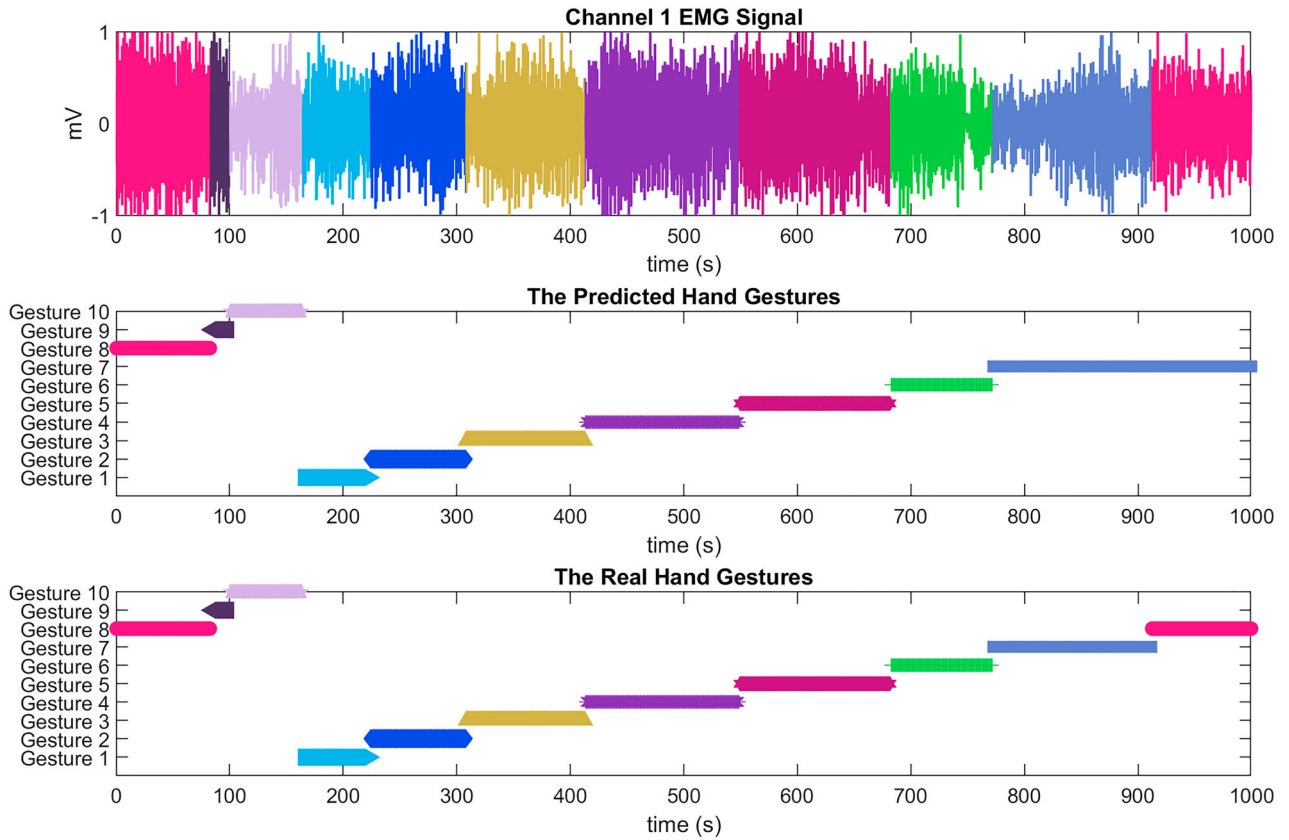 Channel 1 EMG Signal
1
0
-1
mV
0 100 200 300 400 500 600 700 800 900 1000
time (s)
The Predicted Hand Gestures
Gesture 10
Gesture 9
Gesture 8
Gesture 7
Gesture 6
Gesture 5
Gesture 4
Gesture 3
Gesture 2
Gesture 1
0 100 200 300 400 500 600 700 800 900 1000
time (s)
The Real Hand Gestures
Gesture 10
Gesture 9
Gesture 8
Gesture 7
Gesture 6
Gesture 5
Gesture 4
Gesture 3
Gesture 2
Gesture 1
0 100 200 300 400 500 600 700 800 900 1000
time (s)